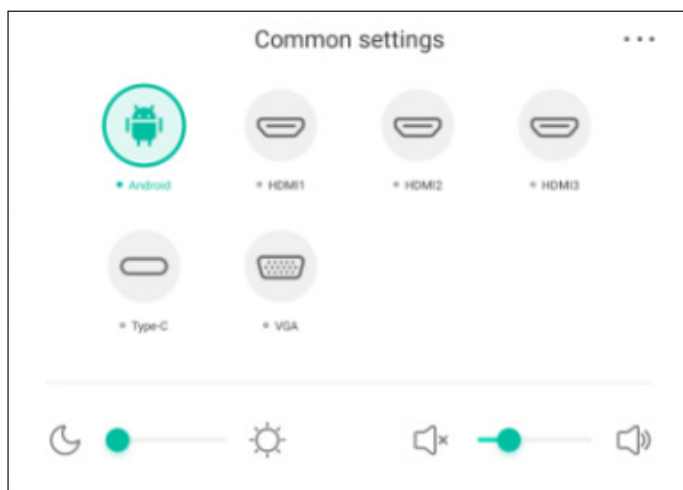 Common settings
Android
HDMI1
HDMI2
HDMI3
Type-C
VGA